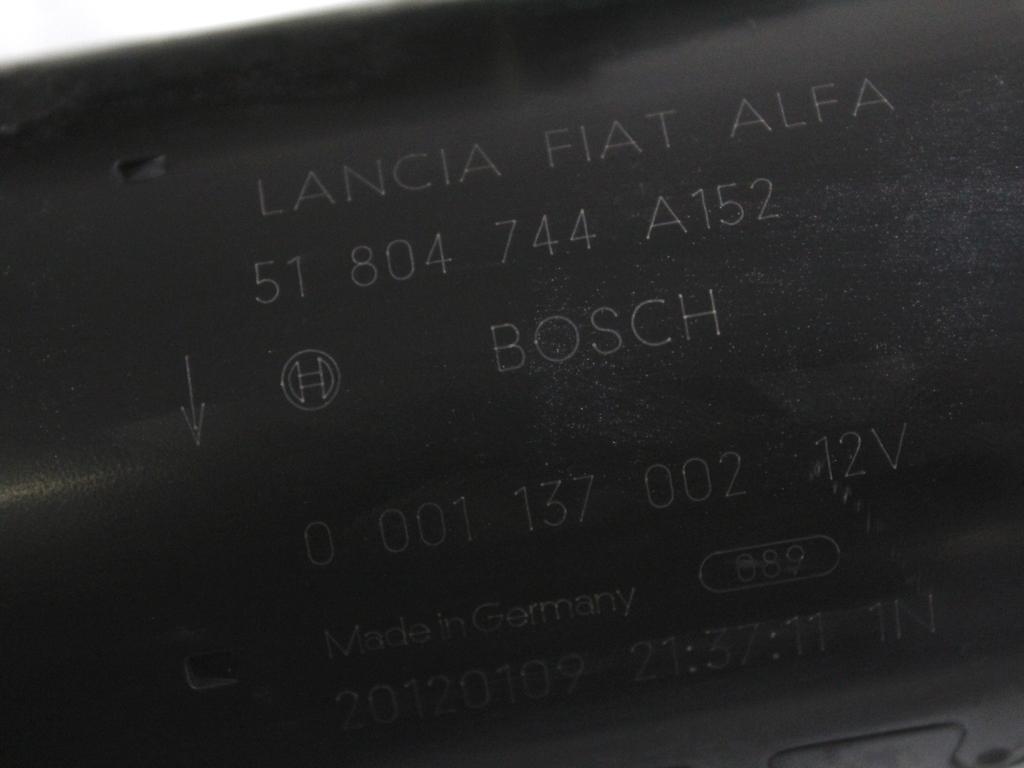 LANCIA FIAT ALFA
51 804 744 A152
BOSCH
0 001 137 002 12V
089
Made in Germany
20120109 21:37:11 1N